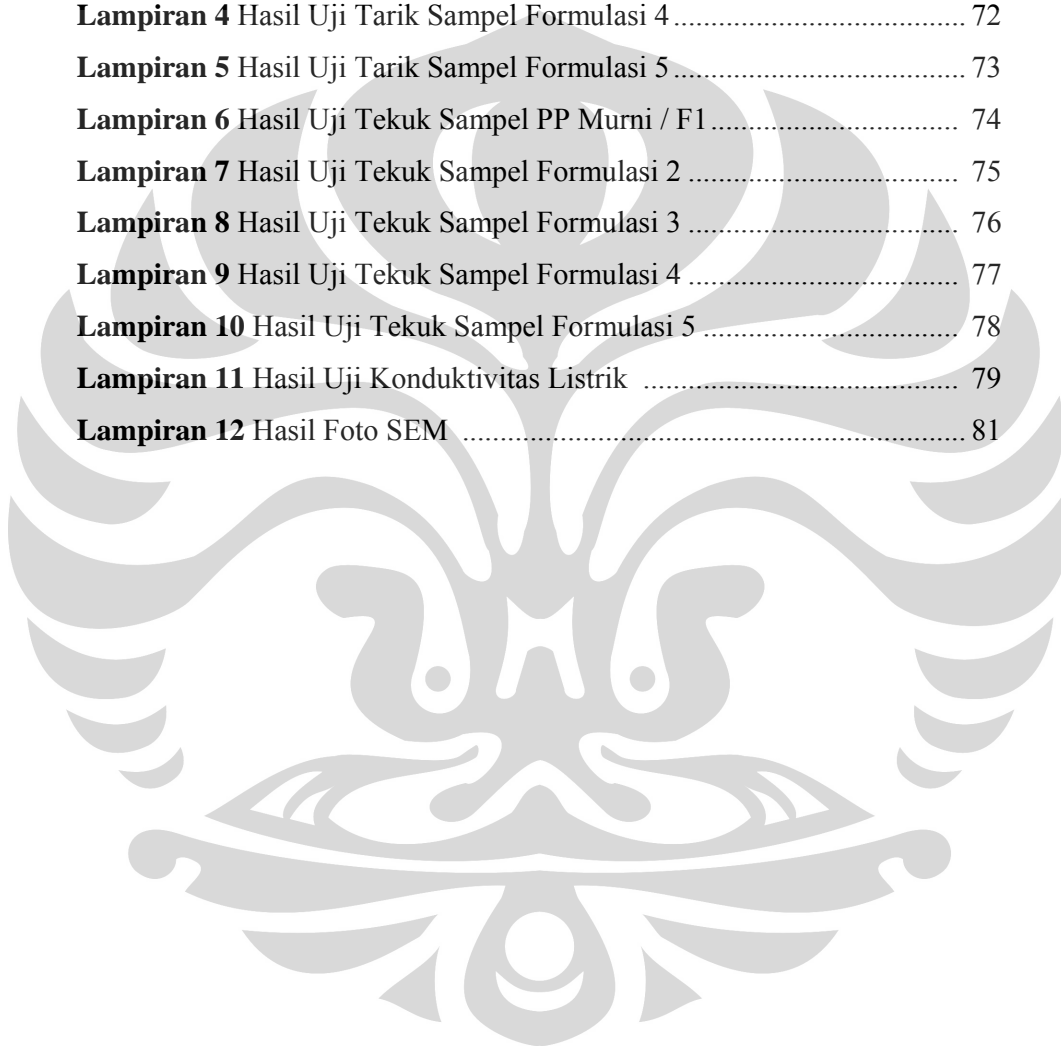 Lampiran 4 Hasil Uji Tarik Sampel Formulasi 4 ........................................ 72
Lampiran 5 Hasil Uji Tarik Sampel Formulasi 5 ........................................ 73
Lampiran 6 Hasil Uji Tekuk Sampel PP Murni / F1 ................................... 74
Lampiran 7 Hasil Uji Tekuk Sampel Formulasi 2 ...................................... 75
Lampiran 8 Hasil Uji Tekuk Sampel Formulasi 3 ...................................... 76
Lampiran 9 Hasil Uji Tekuk Sampel Formulasi 4 ...................................... 77
Lampiran 10 Hasil Uji Tekuk Sampel Formulasi 5 .................................... 78
Lampiran 11 Hasil Uji Konduktivitas Listrik ............................................ 79
Lampiran 12 Hasil Foto SEM .................................................................... 81